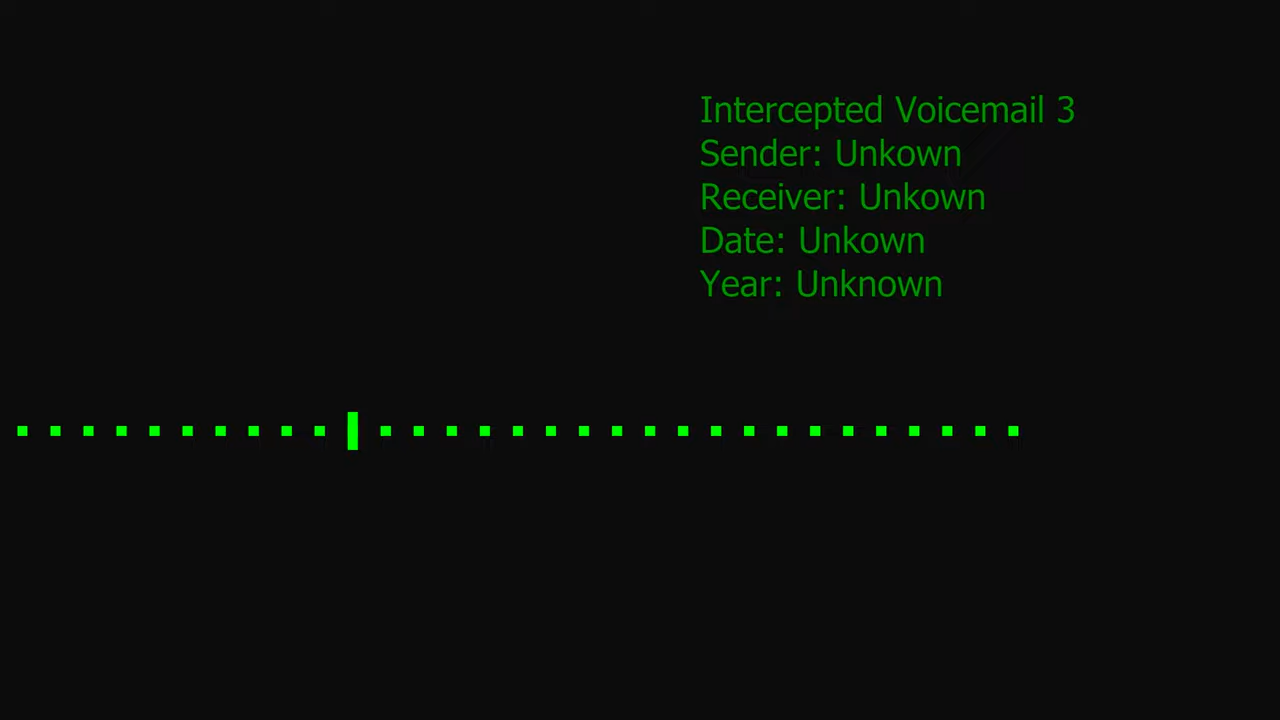 Intercepted Voicemail 3
Sender: Unkown
Receiver: Unkown
Date: Unkown
Year: Unknown